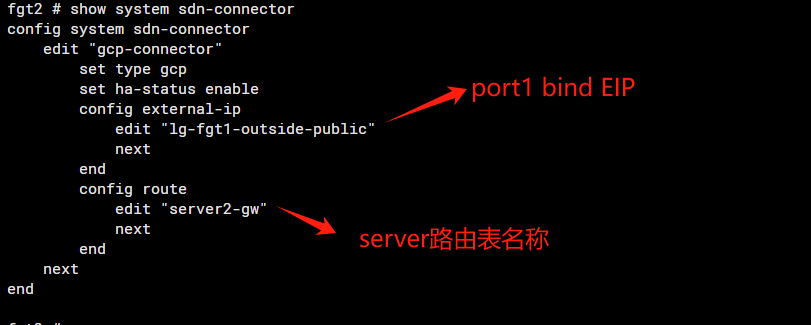 fgt2 # show system sdn-connector
config system sdn-connector
edit "gcp-connector"
set type gcp
set ha-status enable
config external-ip
port1 bind EIP
edit "lg-fgt1-outside-public"
next
end
config route
edit "server2-gw"
next
server路由表名称
end
next
end